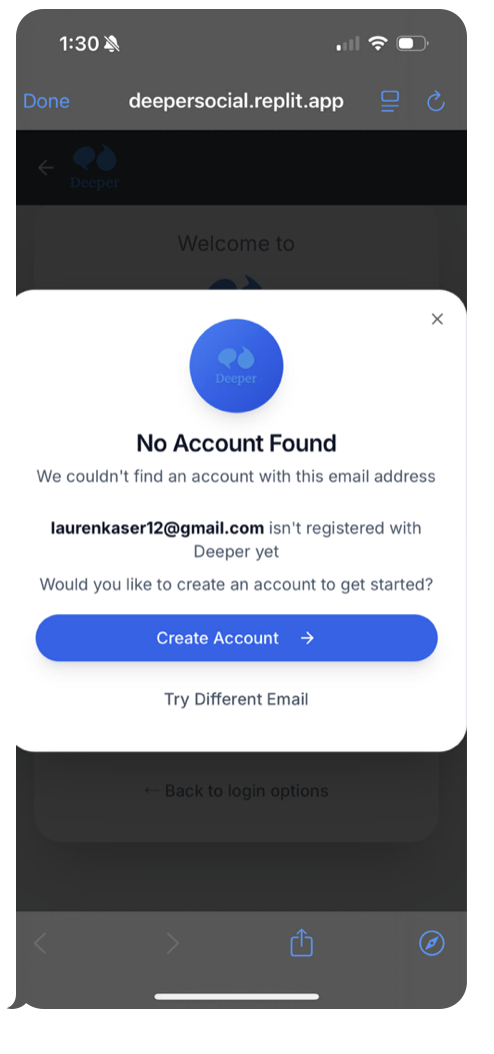 1:30
Done
deepersocial.replit.app
Deeper
Welcome to
Deeper
No Account Found
We couldn't find an account with this email address
laurenkaser12@gmail.com isn't registered with
Deeper yet
Would you like to create an account to get started?
Create Account →
Try Different Email
← Back to login options